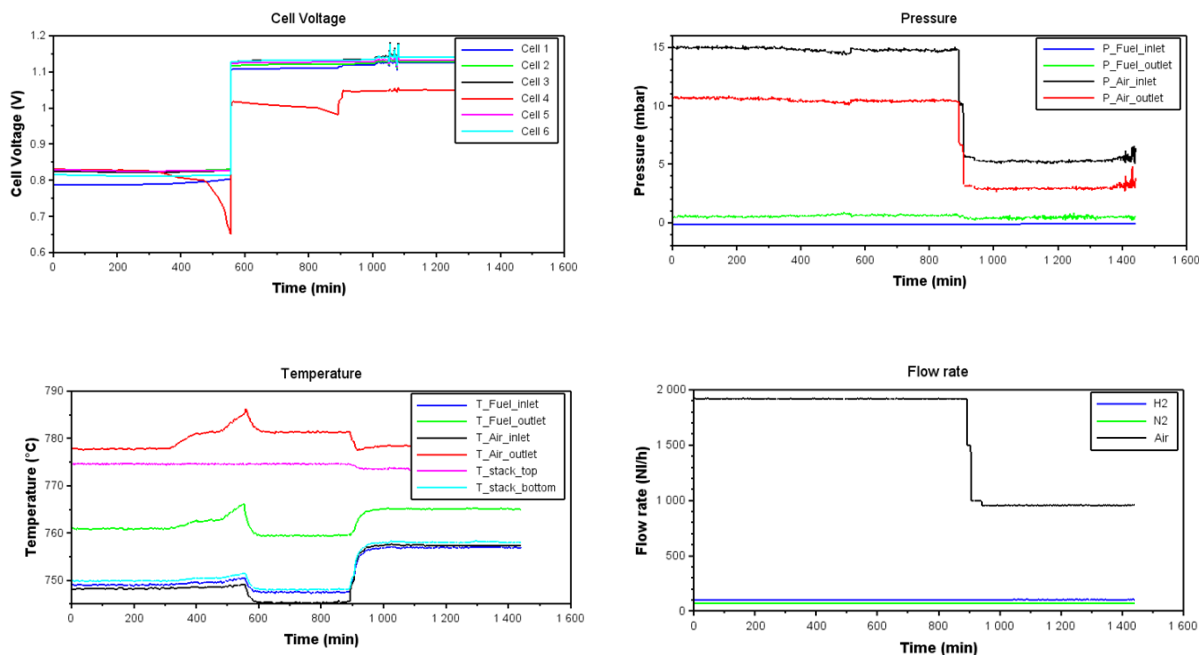 Cell Voltage
Cell Voltage (V)
1.2
1.1
1.0
0.9
0.8
0.7
0.6
0 200 400 600 800 1 000 1 200 1 400 1 600
Time (min)
Cell 1
Cell 2
Cell 3
Cell 4
Cell 5
Cell 6
Pressure
Pressure (mbar)
15
10
5
0
0 200 400 600 800 1 000 1 200 1 400 1 600
Time (min)
P_Fuel_inlet
P_Fuel_outlet
P_Air_inlet
P_Air_outlet
Temperature
Temperature (°C)
790
780
770
760
750
0 200 400 600 800 1 000 1 200 1 400 1 600
Time (min)
T_Fuel_inlet
T_Fuel_outlet
T_Air_inlet
T_Air_outlet
T_stack_top
T_stack_bottom
Flow rate
Flow rate (Nl/h)
2 000
1 500
1 000
500
0
0 200 400 600 800 1 000 1 200 1 400 1 600
Time (min)
H2
N2
Air